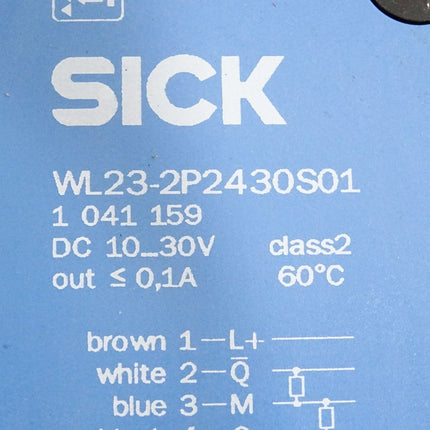 SICK
WL23-2P2430S01
1 041 159
DC 10...30V class2
out ≤ 0,1A 60°C
brown 1 L+
white 2 Q̅
blue 3 M